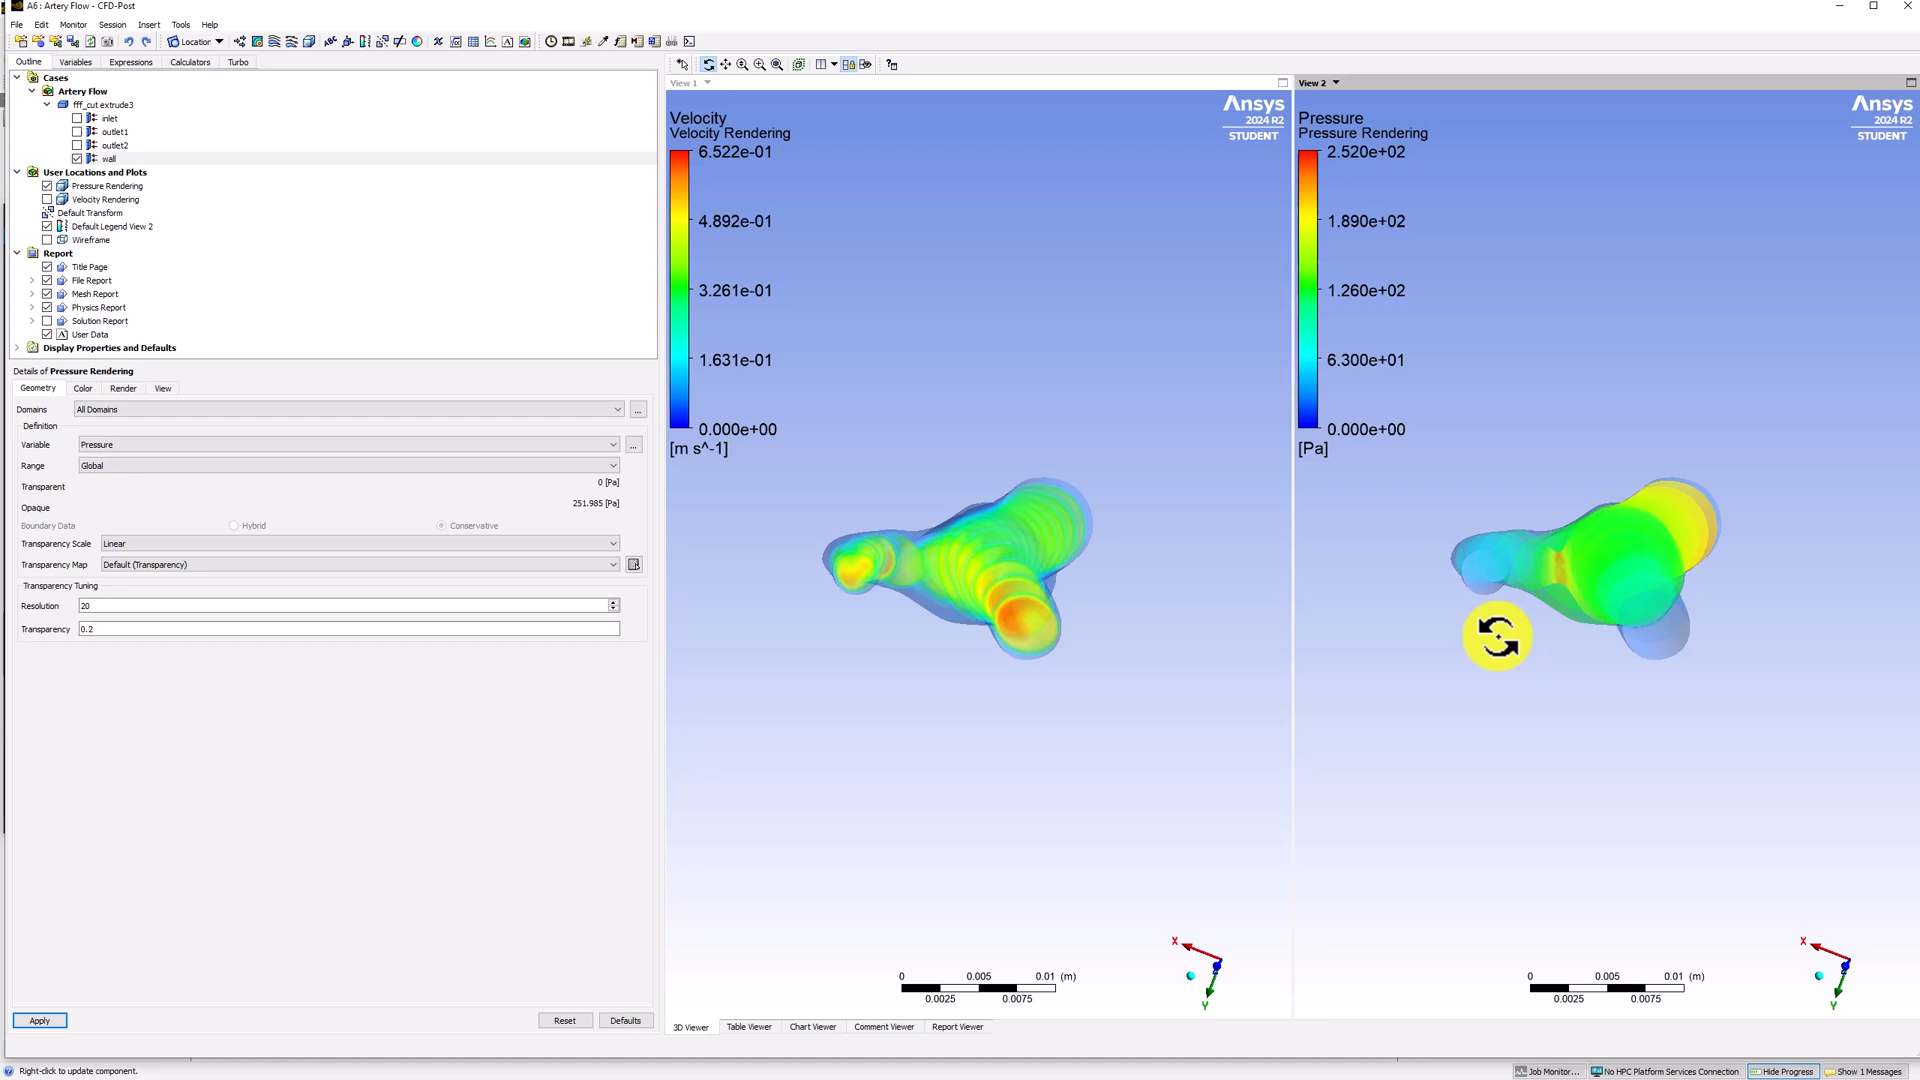 A6 : Artery Flow - CFD-Post
File Edit Monitor Session Insert Tools Help
Location
Outline Variables Expressions Calculators Turbo
Cases
Artery Flow
fff_cut extrude3
inlet
outlet1
outlet2
wall
User Locations and Plots
Pressure Rendering
Velocity Rendering
Default Transform
Default Legend View 2
Wireframe
Report
Title Page
File Report
Mesh Report
Physics Report
Solution Report
User Data
Display Properties and Defaults
Details of Pressure Rendering
Geometry Color Render View
Domains All Domains ...
Definition
Variable Pressure ...
Range Global
Transparent 0 [Pa]
Opaque 251.985 [Pa]
Boundary Data Hybrid Conservative
Transparency Scale Linear
Transparency Map Default (Transparency)
Transparency Tuning
Resolution 20
Transparency 0.2
Apply Reset Defaults
View 1
Velocity
Velocity Rendering
6.522e-01
4.892e-01
3.261e-01
1.631e-01
0.000e+00
[m s^-1]
Ansys
2024 R2
STUDENT
0 0.005 0.01 (m)
0.0025 0.0075
X
Y
View 2
Pressure
Pressure Rendering
2.520e+02
1.890e+02
1.260e+02
6.300e+01
0.000e+00
[Pa]
Ansys
2024 R2
STUDENT
0 0.005 0.01 (m)
0.0025 0.0075
X
Y
3D Viewer Table Viewer Chart Viewer Comment Viewer Report Viewer
Right-click to update component.
Job Monitor... No HPC Platform Services Connection Hide Progress Show 1 Messages